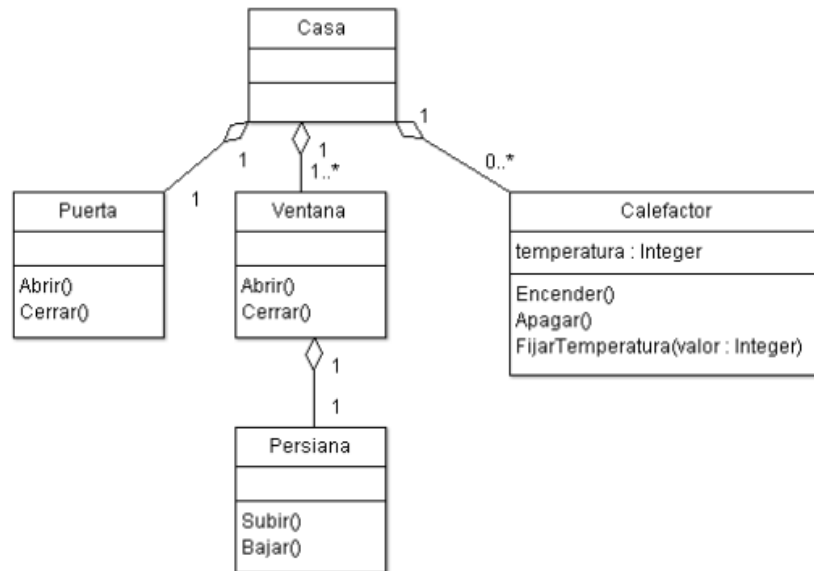 Casa
1
1
1
1
1..*
0..*
Puerta
Abrir()
Cerrar()
Ventana
Abrir()
Cerrar()
Calefactor
temperatura : Integer
Encender()
Apagar()
FijarTemperatura(valor : Integer)
1
1
Persiana
Subir()
Bajar()